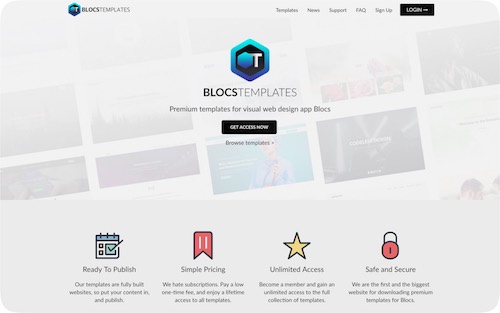 BLOCSTEMPLATES
Templates News Support FAQ Sign Up LOGIN
T
BLOCSTEMPLATES
Premium templates for visual web design app Blocs
GET ACCESS NOW
Browse templates >
Ready To Publish
Our templates are fully built
websites, so put your content in,
and publish.
Simple Pricing
We hate subscriptions. Pay a low
one-time fee, and enjoy a lifetime
access to all templates.
Unlimited Access
Become a member and gain an
unlimited access to the full
collection of templates.
Safe and Secure
We are the first and the biggest
website for downloading premium
templates for Blocs.